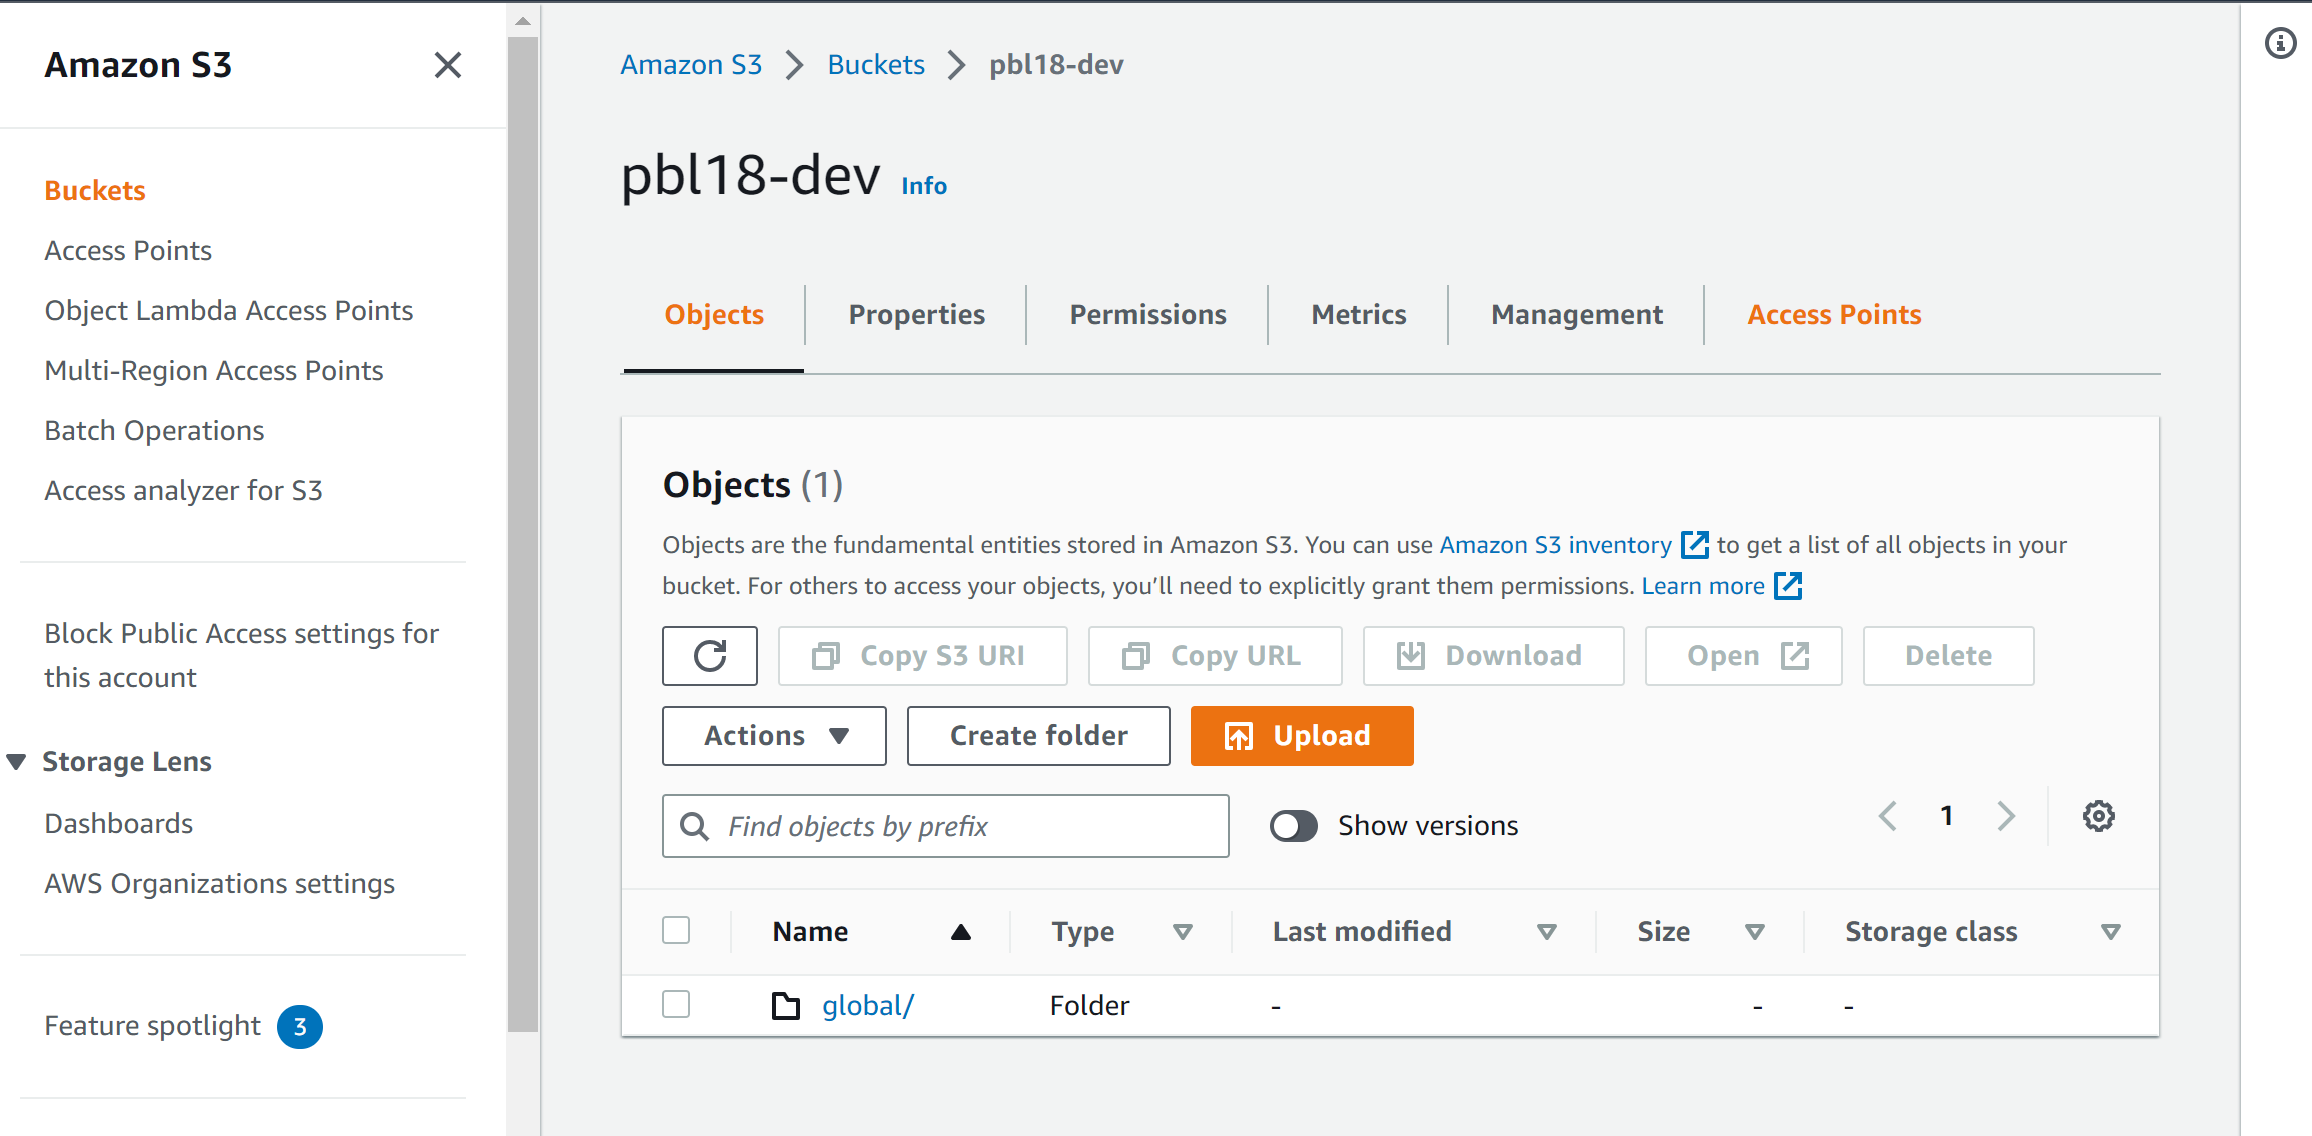 Amazon S3
Buckets
Access Points
Object Lambda Access Points
Multi-Region Access Points
Batch Operations
Access analyzer for S3
Block Public Access settings for
this account
Storage Lens
Dashboards
AWS Organizations settings
Feature spotlight 3
Amazon S3 Buckets pbl18-dev
pbl18-dev Info
Objects Properties Permissions Metrics Management Access Points
Objects (1)
Objects are the fundamental entities stored in Amazon S3. You can use Amazon S3 inventory to get a list of all objects in your
bucket. For others to access your objects, you’ll need to explicitly grant them permissions. Learn more
Copy S3 URI Copy URL Download Open Delete
Actions Create folder Upload
Find objects by prefix Show versions 1
Name Type Last modified Size Storage class
global/ Folder - - -